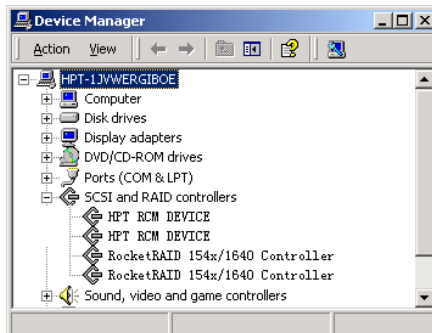 Device Manager
Action View
HPT-1JVWERGIBOE
Computer
Disk drives
Display adapters
DVD/CD-ROM drives
Ports (COM & LPT)
SCSI and RAID controllers
HPT RCM DEVICE
HPT RCM DEVICE
RocketRAID 154x/1640 Controller
RocketRAID 154x/1640 Controller
Sound, video and game controllers